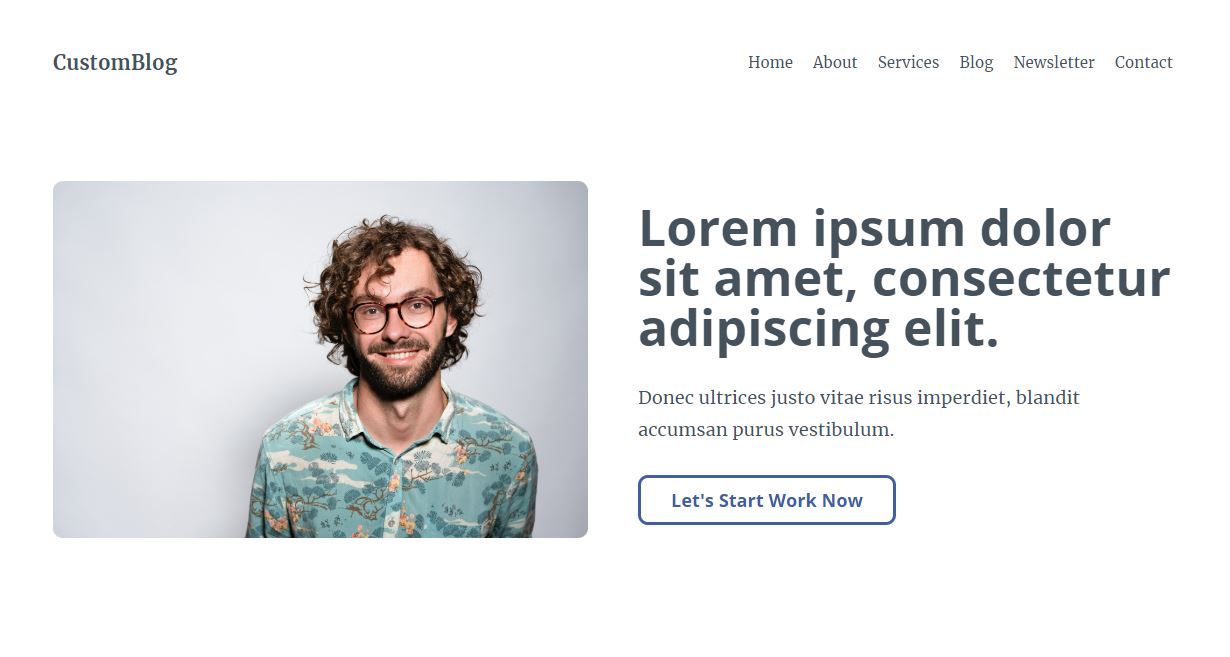 CustomBlog
Home About Services Blog Newsletter Contact
Lorem ipsum dolor
sit amet, consectetur
adipiscing elit.
Donec ultrices justo vitae risus imperdiet, blandit
accumsan purus vestibulum.
Let's Start Work Now